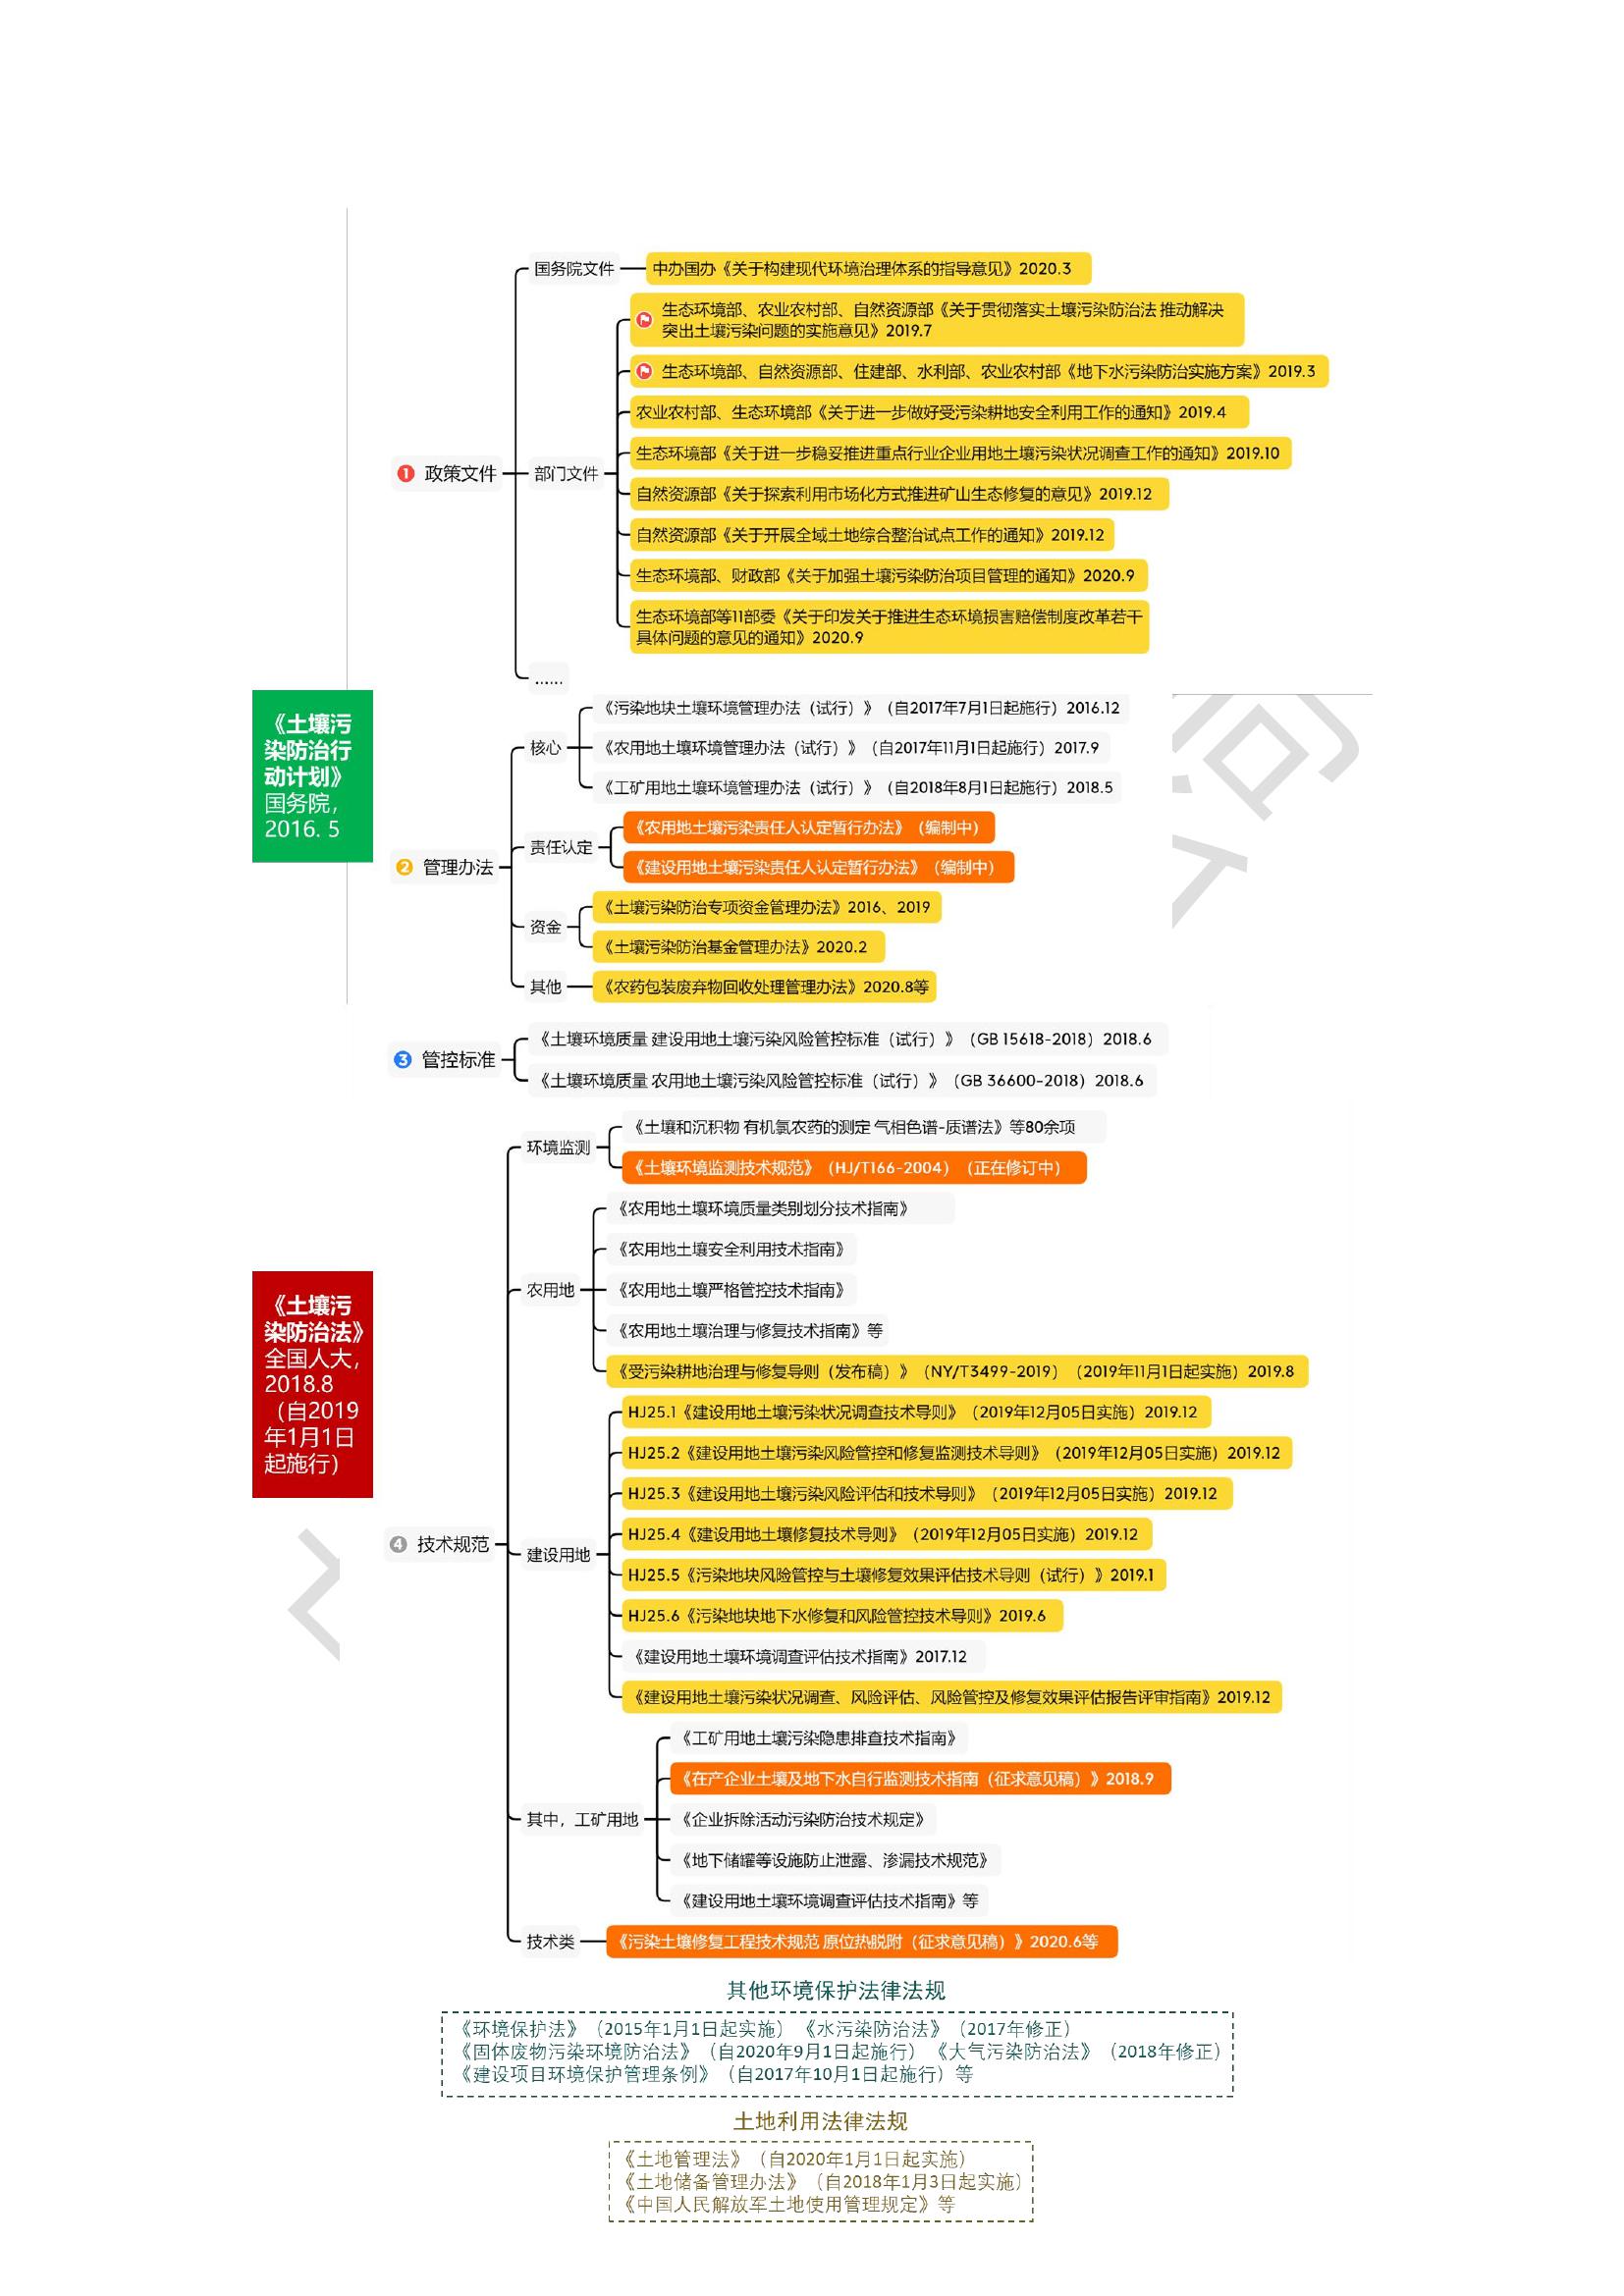 国务院文件
中办国办《关于构建现代环境治理体系的指导意见》2020.3
生态环境部、农业农村部、自然资源部《关于贯彻落实土壤污染防治法 推动解决
突出土壤污染问题的实施意见》2019.7
生态环境部、自然资源部、住建部、水利部、农业农村部《地下水污染防治实施方案》2019.3
农业农村部、生态环境部《关于进一步做好受污染耕地安全利用工作的通知》2019.4
生态环境部《关于进一步稳妥推进重点行业企业用地土壤污染状况调查工作的通知》2019.10
1 政策文件
部门文件
自然资源部《关于探索利用市场化方式推进矿山生态修复的意见》2019.12
自然资源部《关于开展全域土地综合整治试点工作的通知》2019.12
生态环境部、财政部《关于加强土壤污染防治项目管理的通知》2020.9
生态环境部等11部委《关于印发关于推进生态环境损害赔偿制度改革若干
具体问题的意见的通知》2020.9
......
《土壤污
染防治行
动计划》
国务院，
2016. 5
《污染地块土壤环境管理办法（试行）》（自2017年7月1日起施行）2016.12
核心
《农用地土壤环境管理办法（试行）》（自2017年11月1日起施行）2017.9
《工矿用地土壤环境管理办法（试行）》（自2018年8月1日起施行）2018.5
《农用地土壤污染责任人认定暂行办法》（编制中）
责任认定
《建设用地土壤污染责任人认定暂行办法》（编制中）
2 管理办法
《土壤污染防治专项资金管理办法》2016、2019
资金
《土壤污染防治基金管理办法》2020.2
其他
《农药包装废弃物回收处理管理办法》2020.8等
《土壤环境质量 建设用地土壤污染风险管控标准（试行）》（GB 15618-2018）2018.6
3 管控标准
《土壤环境质量 农用地土壤污染风险管控标准（试行）》（GB 36600-2018）2018.6
《土壤和沉积物 有机氯农药的测定 气相色谱-质谱法》等80余项
环境监测
《土壤环境监测技术规范》（HJ/T166-2004）（正在修订中）
《农用地土壤环境质量类别划分技术指南》
《农用地土壤安全利用技术指南》
农用地
《农用地土壤严格管控技术指南》
《农用地土壤治理与修复技术指南》等
《受污染耕地治理与修复导则（发布稿）》（NY/T3499-2019）（2019年11月1日起实施）2019.8
《土壤污
染防治法》
全国人大，
2018.8
（自2019
年1月1日
起施行）
HJ25.1《建设用地土壤污染状况调查技术导则》（2019年12月05日实施）2019.12
HJ25.2《建设用地土壤污染风险管控和修复监测技术导则》（2019年12月05日实施）2019.12
HJ25.3《建设用地土壤污染风险评估和技术导则》（2019年12月05日实施）2019.12
HJ25.4《建设用地土壤修复技术导则》（2019年12月05日实施）2019.12
4 技术规范
建设用地
HJ25.5《污染地块风险管控与土壤修复效果评估技术导则（试行）》2019.1
HJ25.6《污染地块地下水修复和风险管控技术导则》2019.6
《建设用地土壤环境调查评估技术指南》2017.12
《建设用地土壤污染状况调查、风险评估、风险管控及修复效果评估报告评审指南》2019.12
《工矿用地土壤污染隐患排查技术指南》
《在产企业土壤及地下水自行监测技术指南（征求意见稿）》2018.9
其中，工矿用地
《企业拆除活动污染防治技术规定》
《地下储罐等设施防止泄露、渗漏技术规范》
《建设用地土壤环境调查评估技术指南》等
技术类
《污染土壤修复工程技术规范 原位热脱附（征求意见稿）》2020.6等
其他环境保护法律法规
《环境保护法》（2015年1月1日起实施）《水污染防治法》（2017年修正）
《固体废物污染环境防治法》（自2020年9月1日起施行）《大气污染防治法》（2018年修正）
《建设项目环境保护管理条例》（自2017年10月1日起施行）等
土地利用法律法规
《土地管理法》（自2020年1月1日起实施）
《土地储备管理办法》（自2018年1月3日起实施）
《中国人民解放军土地使用管理规定》等